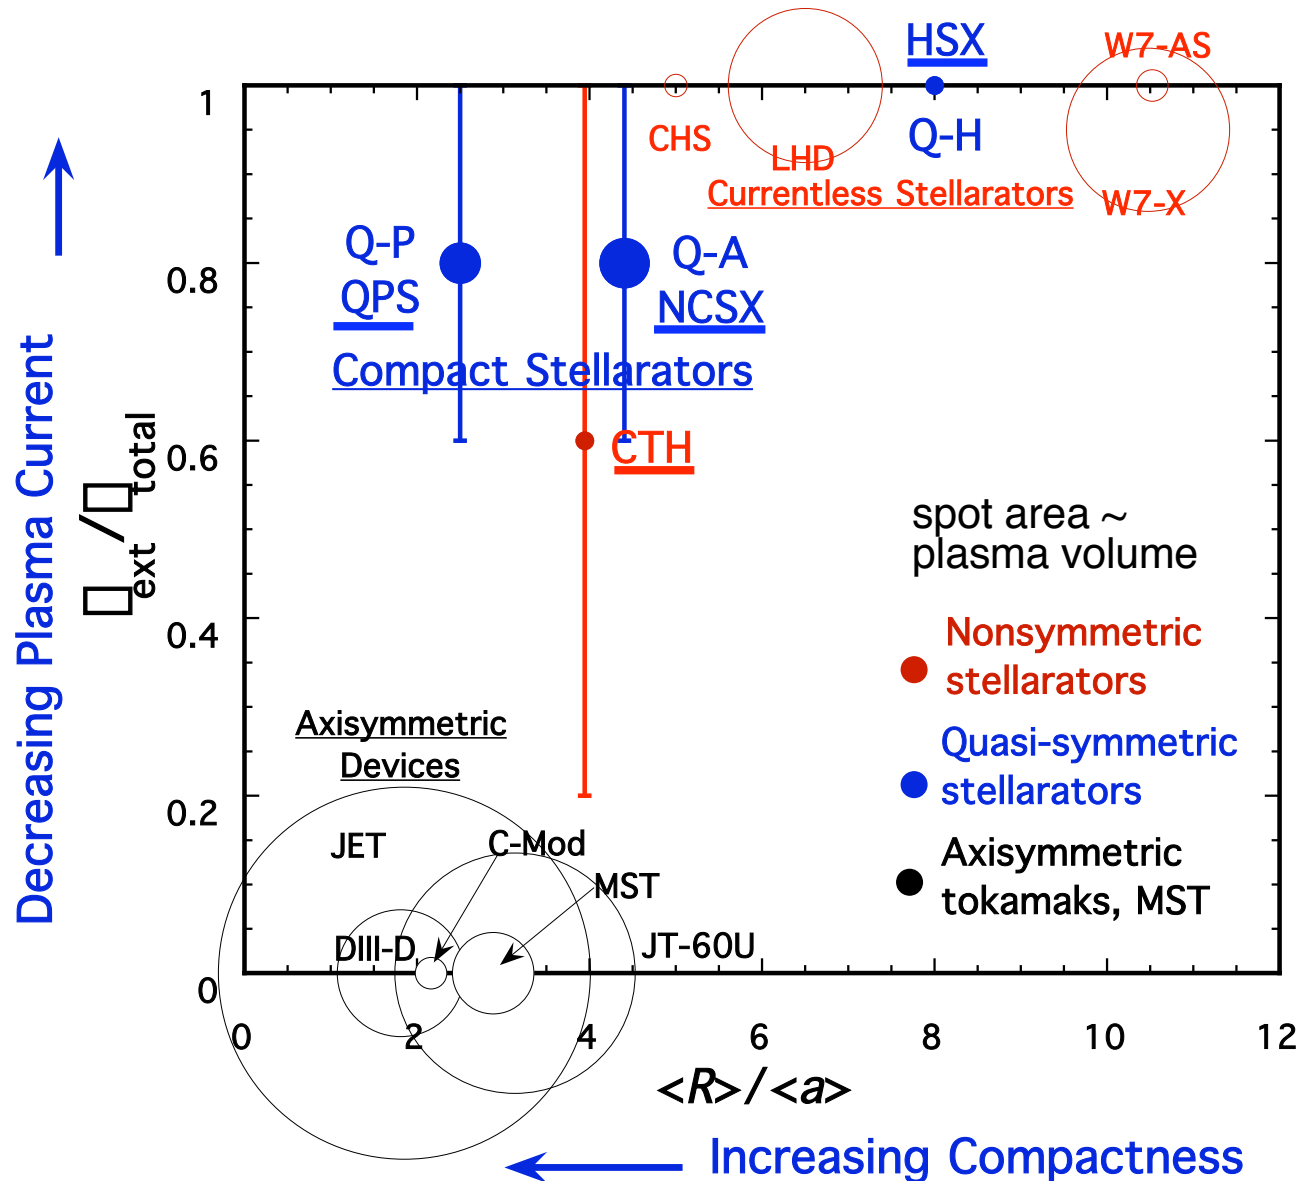 HSX
W7-AS
1
CHS
Q-H
LHD
Currentless Stellarators
W7-X
Q-P
QPS
Q-A
NCSX
0.8
Compact Stellarators
CTH
0.6
spot area ~
plasma volume
0.4
Nonsymmetric
stellarators
Quasi-symmetric
stellarators
Axisymmetric
tokamaks, MST
Axisymmetric
Devices
0.2
JET
C-Mod
MST
DIII-D
JT-60U
0
0 2 4 6 8 10 12
<R>/<a>
Increasing Compactness
Decreasing Plasma Current
▯ext/▯total